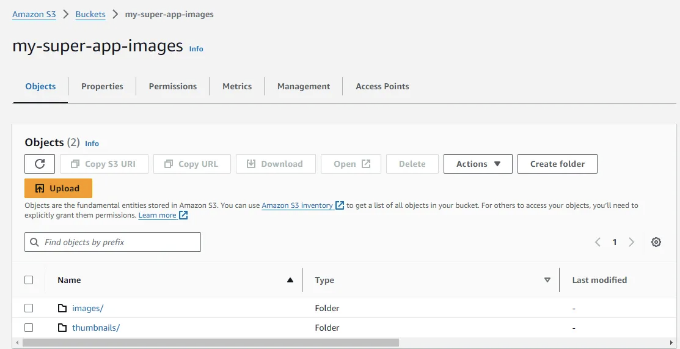 Amazon S3 > Buckets > my-super-app-images
my-super-app-images Info
Objects Properties Permissions Metrics Management Access Points
Objects (2) Info
Copy S3 URI Copy URL Download Open Delete Actions Create folder
Upload
Objects are the fundamental entities stored in Amazon S3. You can use Amazon S3 inventory to get a list of all objects in your bucket. For others to access your objects, you'll need to
explicitly grant them permissions. Learn more
Find objects by prefix 1
Name Type Last modified
images/ Folder -
thumbnails/ Folder -